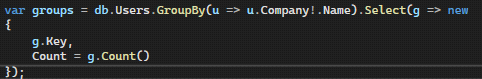 var groups = db.Users.GroupBy(u => u.Company!.Name).Select(g => new
{
    g.Key,
    Count = g.Count()
});